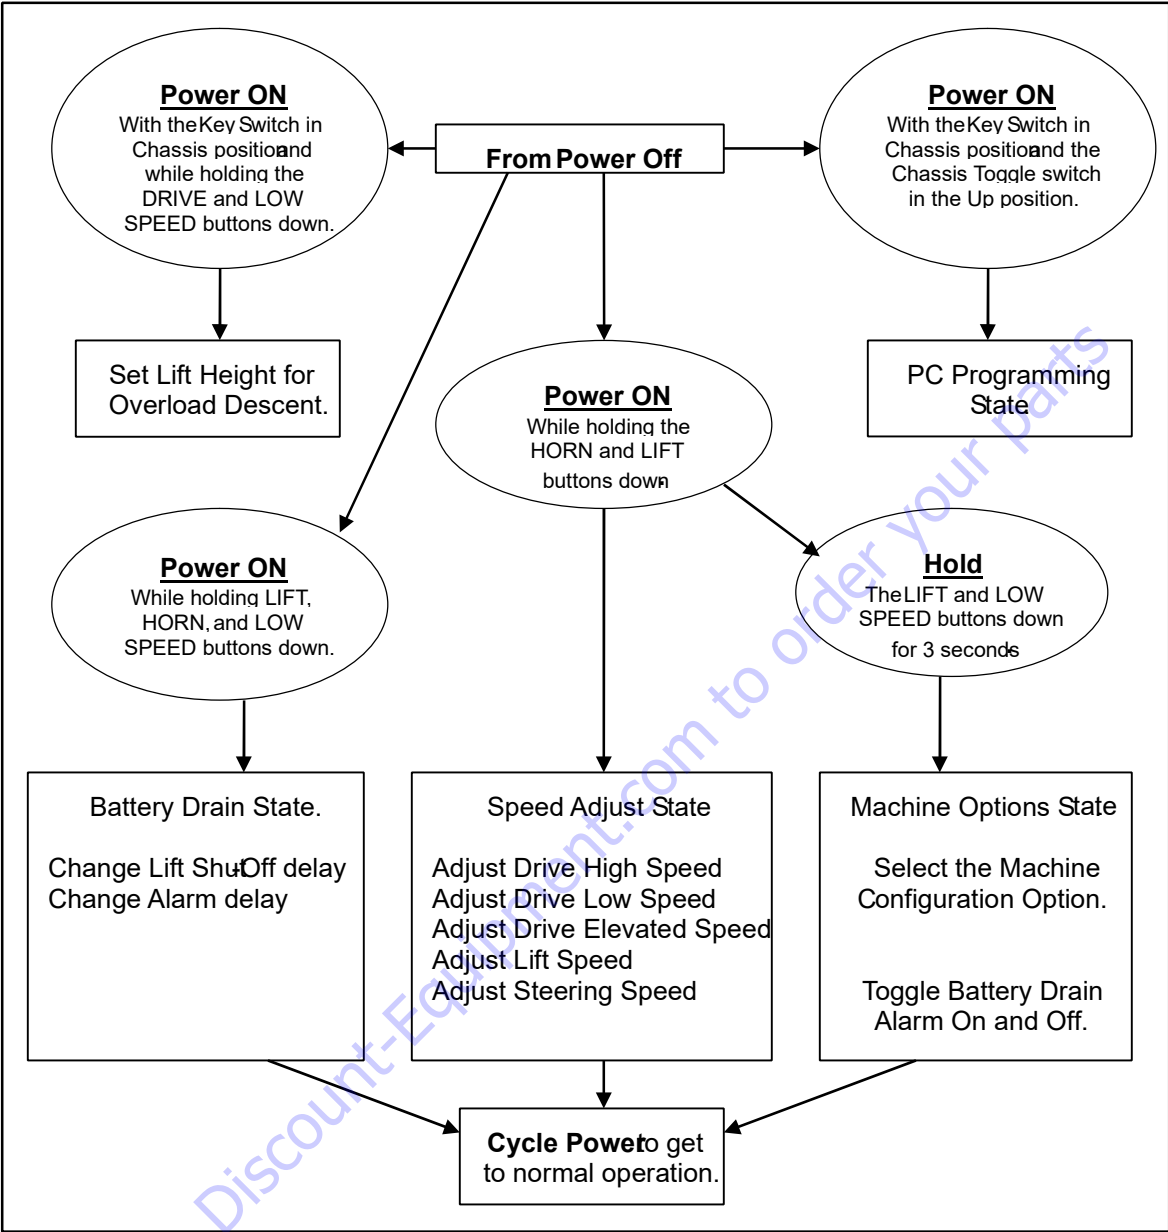 From Power Off
Power ON
With the Key Switch in
Chassis position and
while holding the
DRIVE and LOW
SPEED buttons down.
Power ON
With the Key Switch in
Chassis position and the
Chassis Toggle switch
in the Up position.
Set Lift Height for
Overload Descent.
PC Programming
State.
Power ON
While holding the
HORN and LIFT
buttons down.
Power ON
While holding LIFT,
HORN, and LOW
SPEED buttons down.
Hold
The LIFT and LOW
SPEED buttons down
for 3 seconds.
Battery Drain State.
Change Lift Shut-Off delay
Change Alarm delay
Speed Adjust State
Adjust Drive High Speed
Adjust Drive Low Speed
Adjust Drive Elevated Speed
Adjust Lift Speed
Adjust Steering Speed
Machine Options State.
Select the Machine
Configuration Option.
Toggle Battery Drain
Alarm On and Off.
Cycle Power to get
to normal operation.
Discount-Equipment.com to order your parts